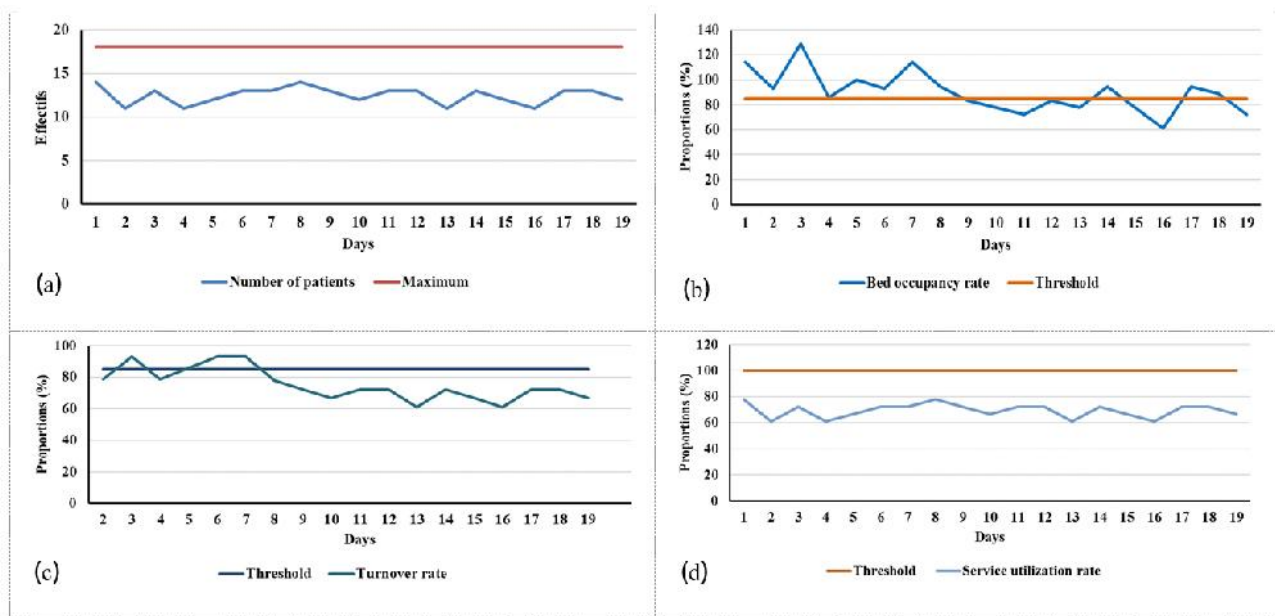 20
15
10
5
0
Effectifs
1 2 3 4 5 6 7 8 9 10 11 12 13 14 15 16 17 18 19
Days
Number of patients Maximum
(a)
140
120
100
80
60
40
20
0
Proportions (%)
1 2 3 4 5 6 7 8 9 10 11 12 13 14 15 16 17 18 19
Days
Bed occupancy rate Threshold
(b)
100
80
60
40
20
0
Proportions (%)
2 3 4 5 6 7 8 9 10 11 12 13 14 15 16 17 18 19
Days
Threshold Turnover rate
(c)
120
100
80
60
40
20
0
Proportions (%)
1 2 3 4 5 6 7 8 9 10 11 12 13 14 15 16 17 18 19
Days
Threshold Service utilization rate
(d)